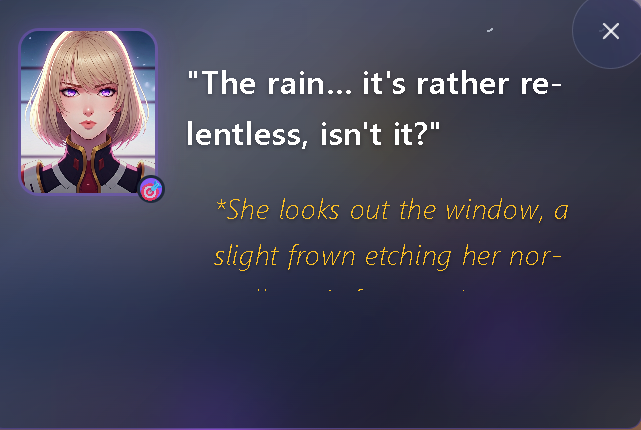 "The rain... it's rather re-
lentless, isn't it?"
*She looks out the window, a
slight frown etching her nor-